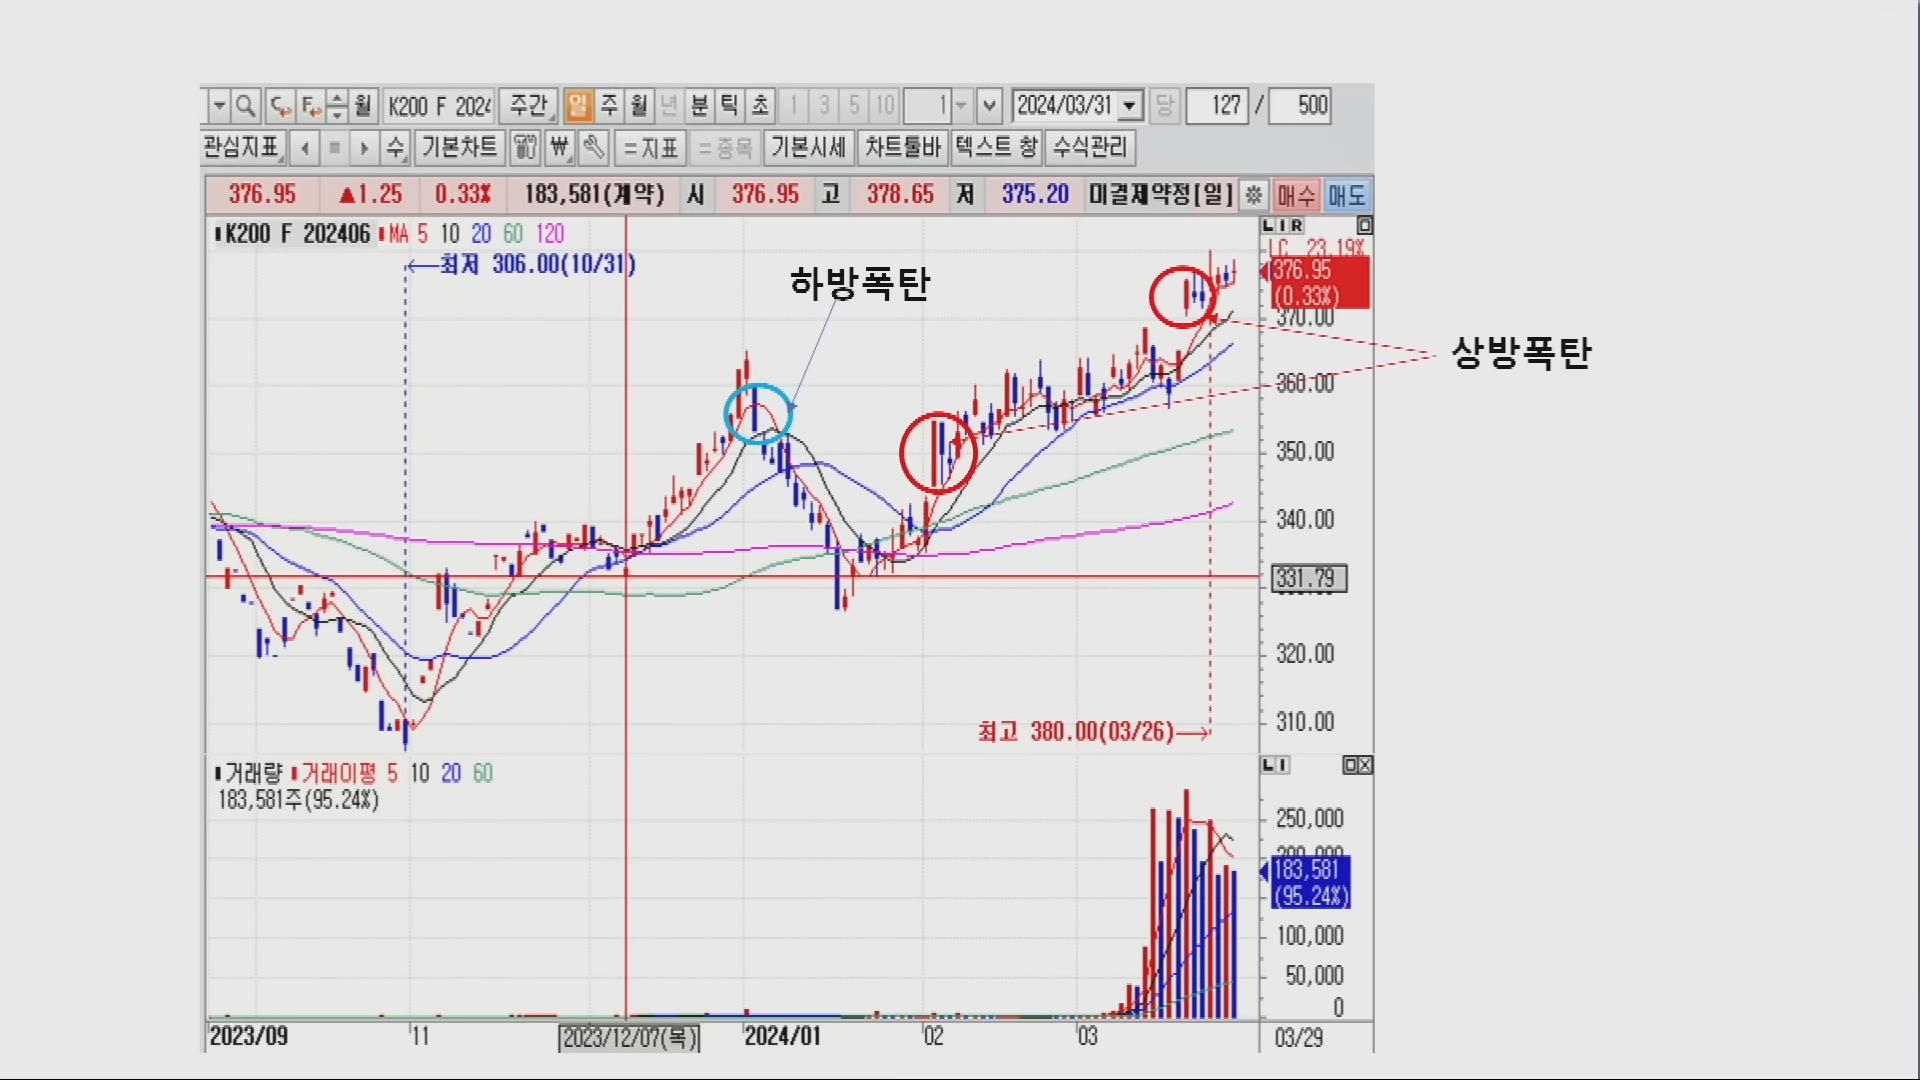 월 K200 F 2024 주간 일 주 월 년 분 틱 초 1 3 5 10 1 2024/03/31 당 127 / 500
관심지표 수 기본차트 ₩ =지표 =종목 기본시세 차트툴바 텍스트 창 수식관리
376.95 ▲1.25 0.33% 183,581(계약) 시 376.95 고 378.65 저 375.20 미결제약정[일] 매수 매도
K200 F 202406 MA 5 10 20 60 120
L I R
LC 23.19%
최저 306.00(10/31)
하방폭탄
376.95
(0.33%)
370.00
상방폭탄
360.00
350.00
340.00
331.79
320.00
310.00
최고 380.00(03/26)
거래량 거래이평 5 10 20 60
L I
183,581주(95.24%)
250,000
200,000
183,581
(95.24%)
100,000
50,000
0
2023/09 11 2023/12/07(목) 2024/01 02 03 03/29